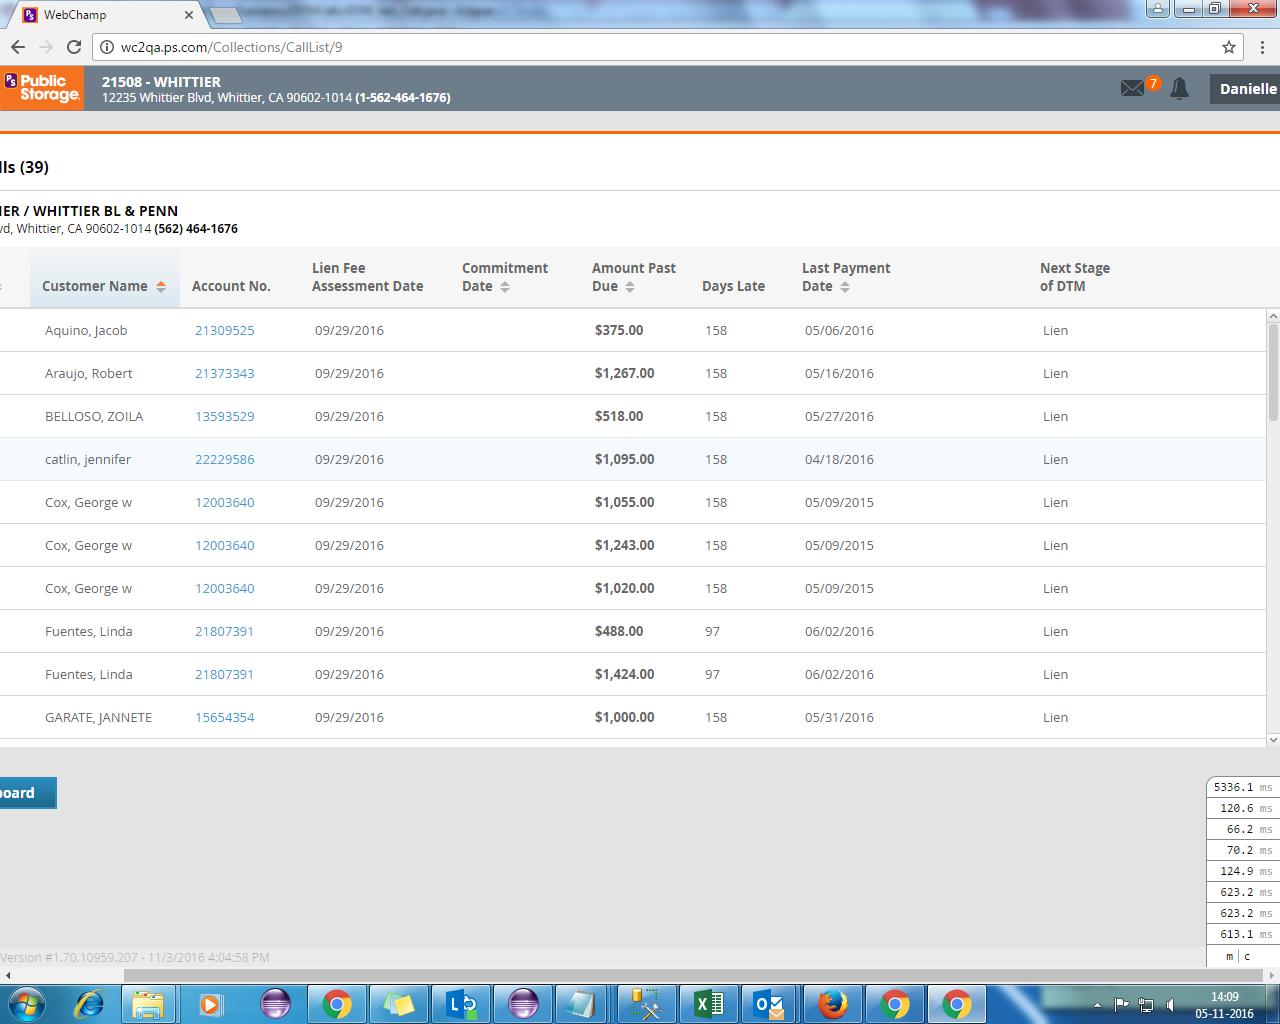 WebChamp
wc2qa.ps.com/Collections/CallList/9
PS Public Storage.
21508 - WHITTIER
12235 Whittier Blvd, Whittier, CA 90602-1014 (1-562-464-1676)
7
Danielle
lls (39)
IER / WHITTIER BL & PENN
vd, Whittier, CA 90602-1014 (562) 464-1676
Customer Name Account No. Lien Fee Assessment Date Commitment Date Amount Past Due Days Late Last Payment Date Next Stage of DTM
Aquino, Jacob 21309525 09/29/2016 $375.00 158 05/06/2016 Lien
Araujo, Robert 21373343 09/29/2016 $1,267.00 158 05/16/2016 Lien
BELLOSO, ZOILA 13593529 09/29/2016 $518.00 158 05/27/2016 Lien
catlin, jennifer 22229586 09/29/2016 $1,095.00 158 04/18/2016 Lien
Cox, George w 12003640 09/29/2016 $1,055.00 158 05/09/2015 Lien
Cox, George w 12003640 09/29/2016 $1,243.00 158 05/09/2015 Lien
Cox, George w 12003640 09/29/2016 $1,020.00 158 05/09/2015 Lien
Fuentes, Linda 21807391 09/29/2016 $488.00 97 06/02/2016 Lien
Fuentes, Linda 21807391 09/29/2016 $1,424.00 97 06/02/2016 Lien
GARATE, JANNETE 15654354 09/29/2016 $1,000.00 158 05/31/2016 Lien
oard
5336.1 ms
120.6 ms
66.2 ms
70.2 ms
124.9 ms
623.2 ms
623.2 ms
613.1 ms
m | c
Version #1.70.10959.207 - 11/3/2016 4:04:58 PM
14:09
05-11-2016